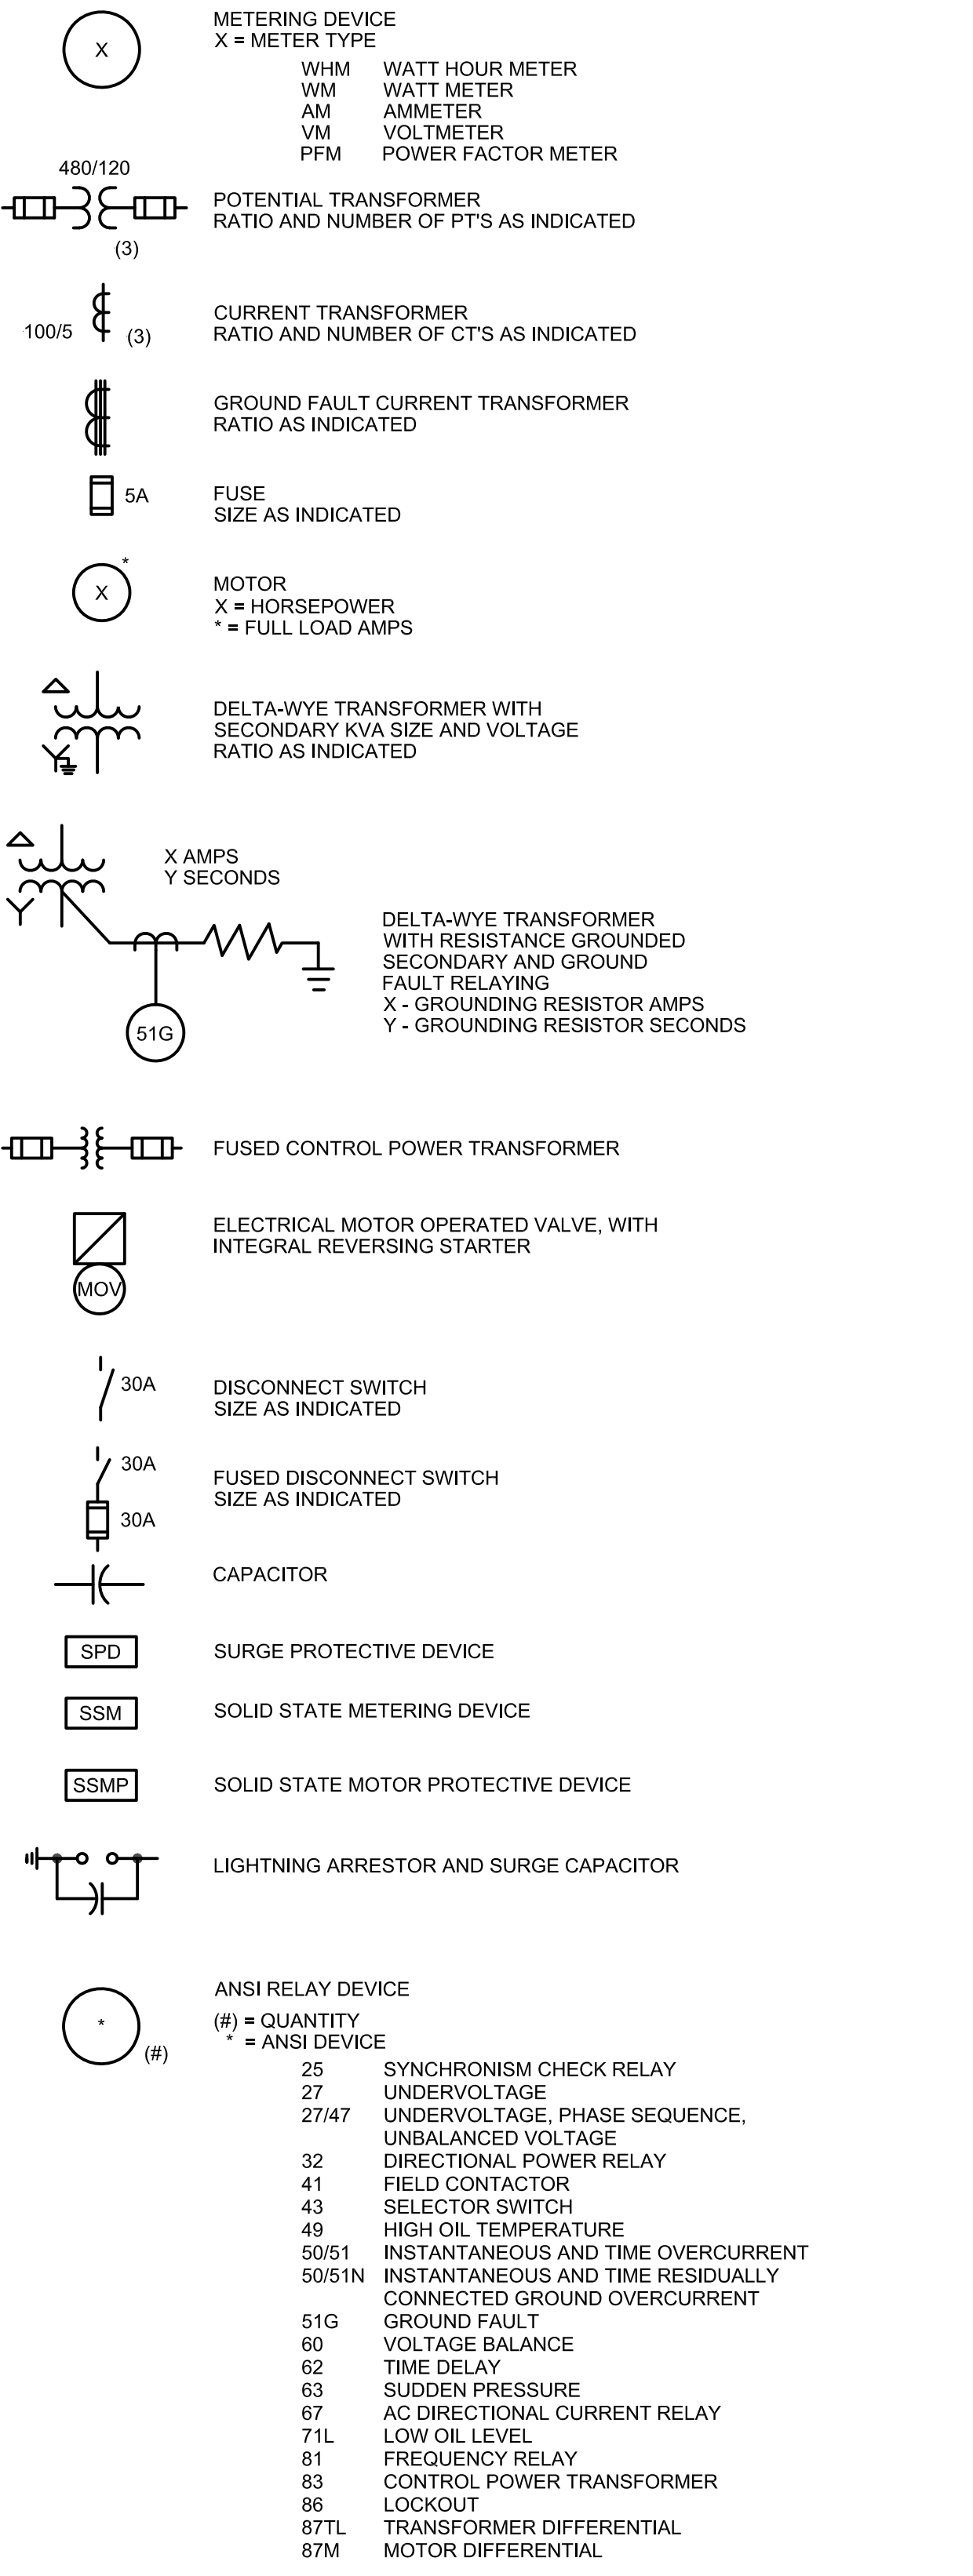 METERING DEVICE
X
X = METER TYPE
WHM WATT HOUR METER
WM WATT METER
AM AMMETER
VM VOLTMETER
PFM POWER FACTOR METER
480/120
POTENTIAL TRANSFORMER
RATIO AND NUMBER OF PT'S AS INDICATED
(3)
CURRENT TRANSFORMER
100/5 (3) RATIO AND NUMBER OF CT'S AS INDICATED
GROUND FAULT CURRENT TRANSFORMER
RATIO AS INDICATED
5A FUSE
SIZE AS INDICATED
*
X MOTOR
X = HORSEPOWER
* = FULL LOAD AMPS
DELTA-WYE TRANSFORMER WITH
SECONDARY KVA SIZE AND VOLTAGE
RATIO AS INDICATED
X AMPS
Y SECONDS
DELTA-WYE TRANSFORMER
WITH RESISTANCE GROUNDED
SECONDARY AND GROUND
FAULT RELAYING
X - GROUNDING RESISTOR AMPS
Y - GROUNDING RESISTOR SECONDS
51G
FUSED CONTROL POWER TRANSFORMER
ELECTRICAL MOTOR OPERATED VALVE, WITH
INTEGRAL REVERSING STARTER
MOV
30A DISCONNECT SWITCH
SIZE AS INDICATED
30A FUSED DISCONNECT SWITCH
SIZE AS INDICATED
30A
CAPACITOR
SPD SURGE PROTECTIVE DEVICE
SSM SOLID STATE METERING DEVICE
SSMP SOLID STATE MOTOR PROTECTIVE DEVICE
LIGHTNING ARRESTOR AND SURGE CAPACITOR
ANSI RELAY DEVICE
(#) = QUANTITY
* = ANSI DEVICE
*
(#)
25 SYNCHRONISM CHECK RELAY
27 UNDERVOLTAGE
27/47 UNDERVOLTAGE, PHASE SEQUENCE,
UNBALANCED VOLTAGE
32 DIRECTIONAL POWER RELAY
41 FIELD CONTACTOR
43 SELECTOR SWITCH
49 HIGH OIL TEMPERATURE
50/51 INSTANTANEOUS AND TIME OVERCURRENT
50/51N INSTANTANEOUS AND TIME RESIDUALLY
CONNECTED GROUND OVERCURRENT
51G GROUND FAULT
60 VOLTAGE BALANCE
62 TIME DELAY
63 SUDDEN PRESSURE
67 AC DIRECTIONAL CURRENT RELAY
71L LOW OIL LEVEL
81 FREQUENCY RELAY
83 CONTROL POWER TRANSFORMER
86 LOCKOUT
87TL TRANSFORMER DIFFERENTIAL
87M MOTOR DIFFERENTIAL